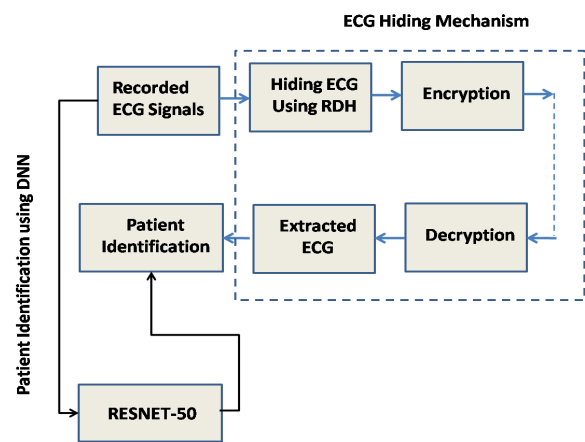 ECG Hiding Mechanism
Recorded
ECG Signals
Hiding ECG
Using RDH
Encryption
Patient
Identification
Extracted
ECG
Decryption
Patient Identification using DNN
RESNET-50